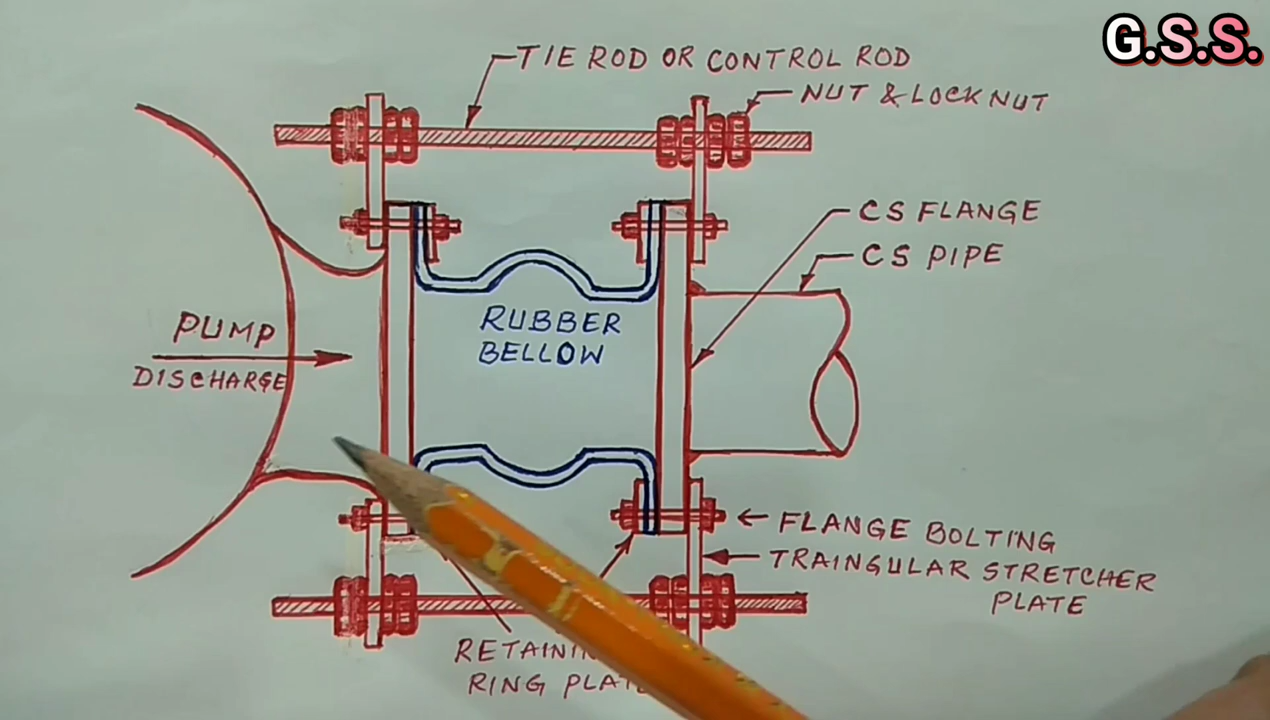 G.S.S.
TIE ROD OR CONTROL ROD
NUT & LOCK NUT
CS FLANGE
CS PIPE
RUBBER
BELLOW
PUMP
DISCHARGE
FLANGE BOLTING
TRAINGULAR STRETCHER
PLATE
RING